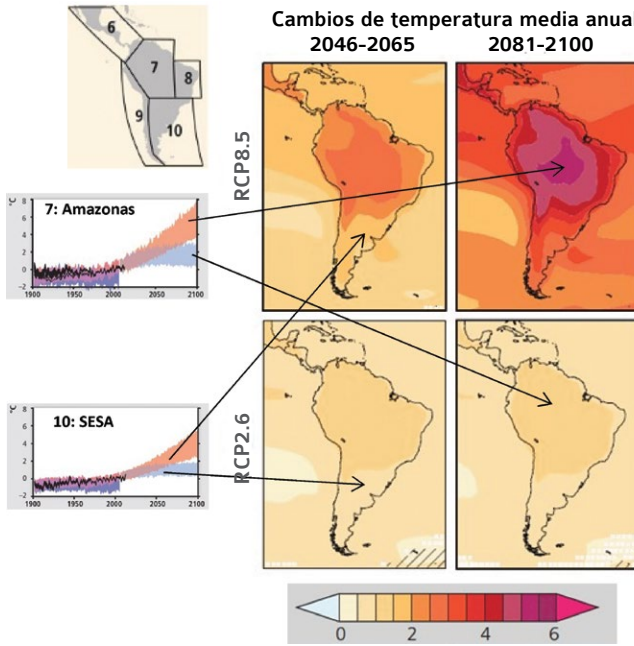 Cambios de temperatura media anual
2046-2065 2081-2100
6
7
8
9
10
RCP8.5
°C
7: Amazonas
8
6
4
2
0
−2
1900 1950 2000 2050 2100
°C
10: SESA
8
6
4
2
0
−2
1900 1950 2000 2050 2100
RCP2.6
0 2 4 6